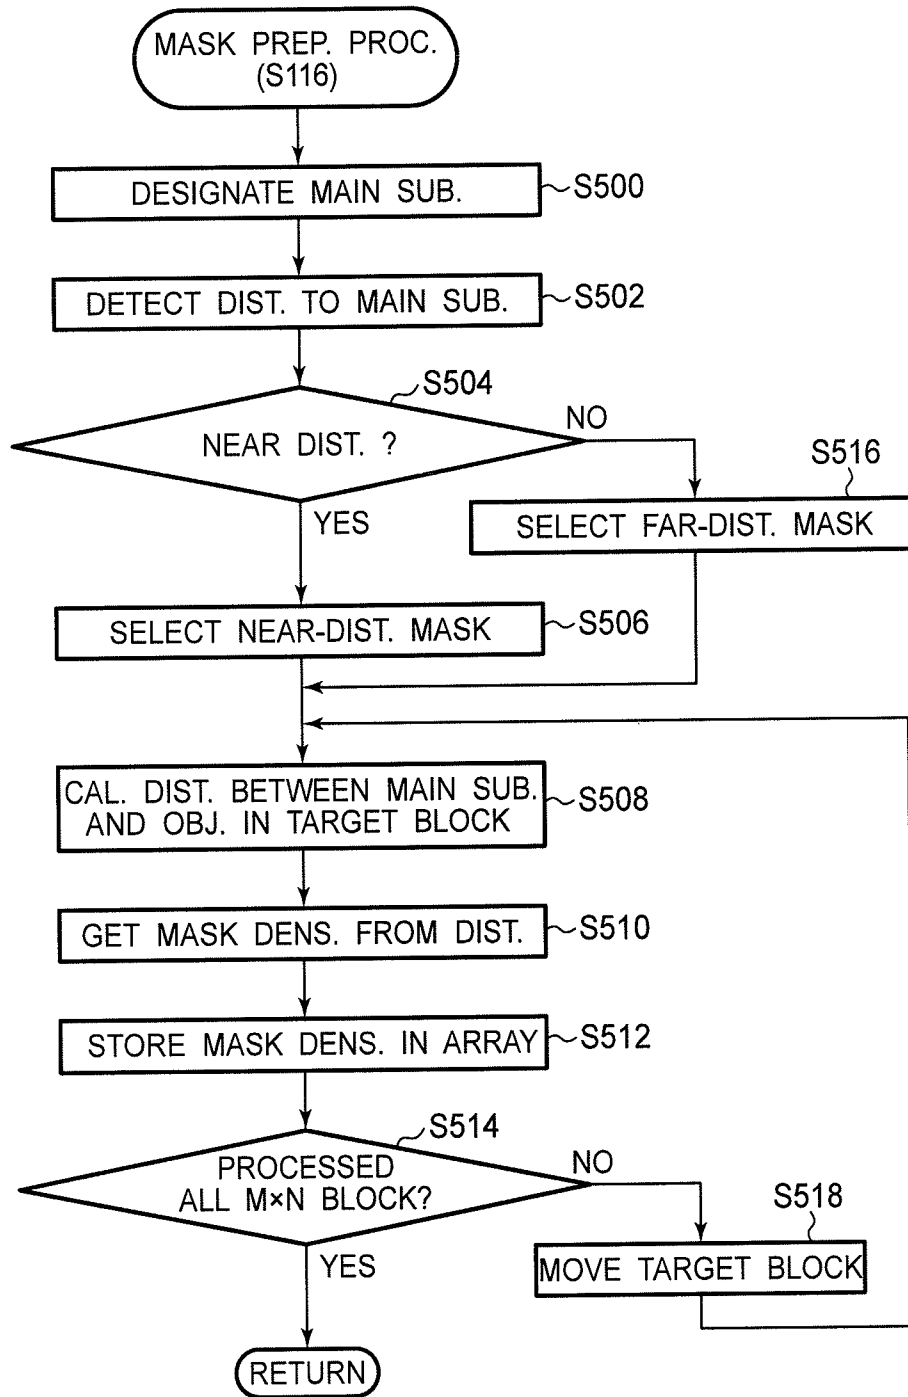 MASK PREP. PROC.
(S116)
DESIGNATE MAIN SUB.
S500
DETECT DIST. TO MAIN SUB.
S502
S504
NEAR DIST. ?
NO
YES
S516
SELECT FAR-DIST. MASK
SELECT NEAR-DIST. MASK
S506
CAL. DIST. BETWEEN MAIN SUB.
AND OBJ. IN TARGET BLOCK
S508
GET MASK DENS. FROM DIST.
S510
STORE MASK DENS. IN ARRAY
S512
S514
PROCESSED
ALL M×N BLOCK?
NO
YES
S518
MOVE TARGET BLOCK
RETURN